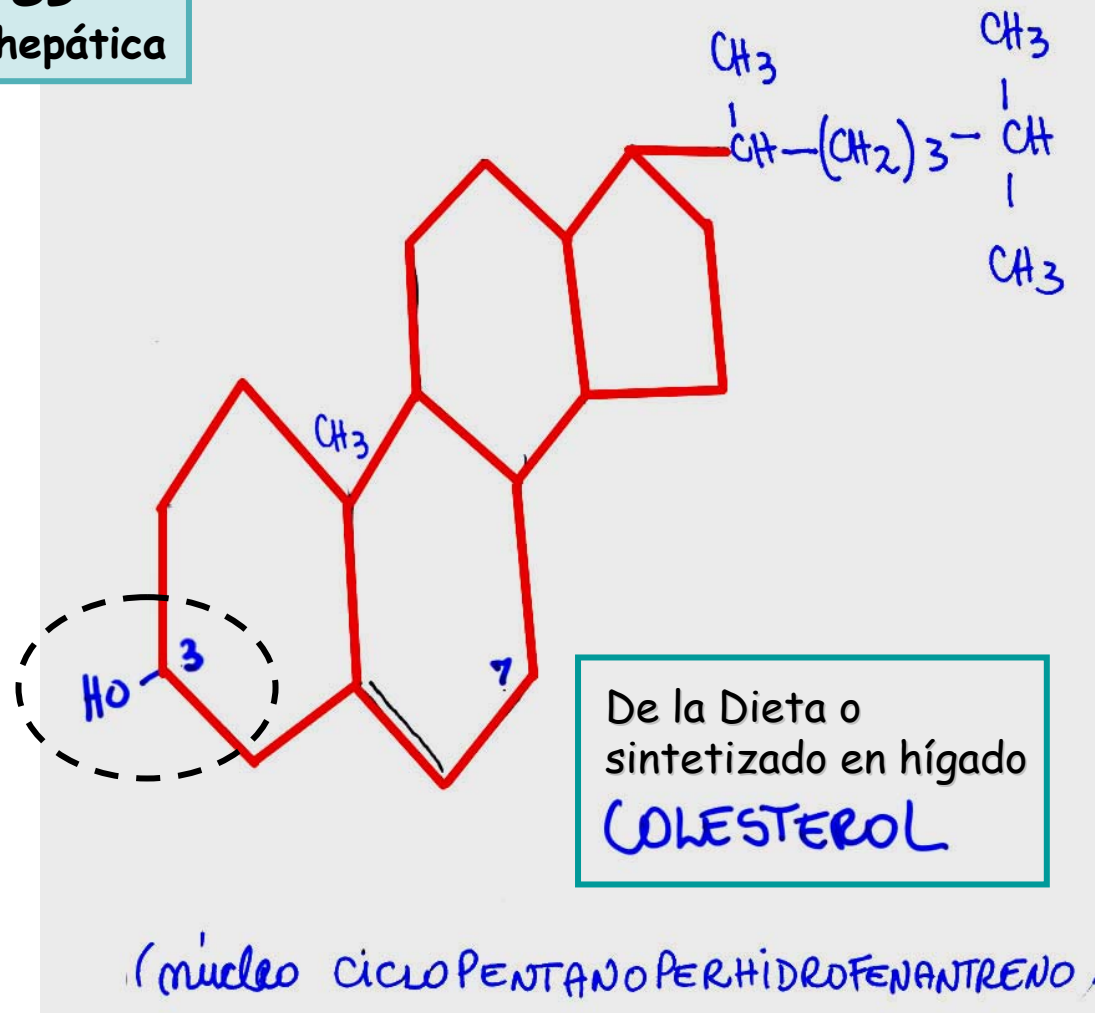 hepática
CH3
CH3
CH–(CH2)3–CH
CH3
CH3
3
HO
7
De la Dieta o
sintetizado en hígado
COLESTEROL
(núcleo CICLOPENTANOPERHIDROFENANTRENO